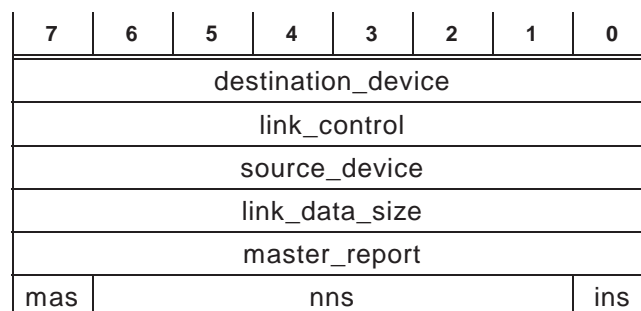 7 6 5 4 3 2 1 0
destination_device
link_control
source_device
link_data_size
master_report
mas nns ins